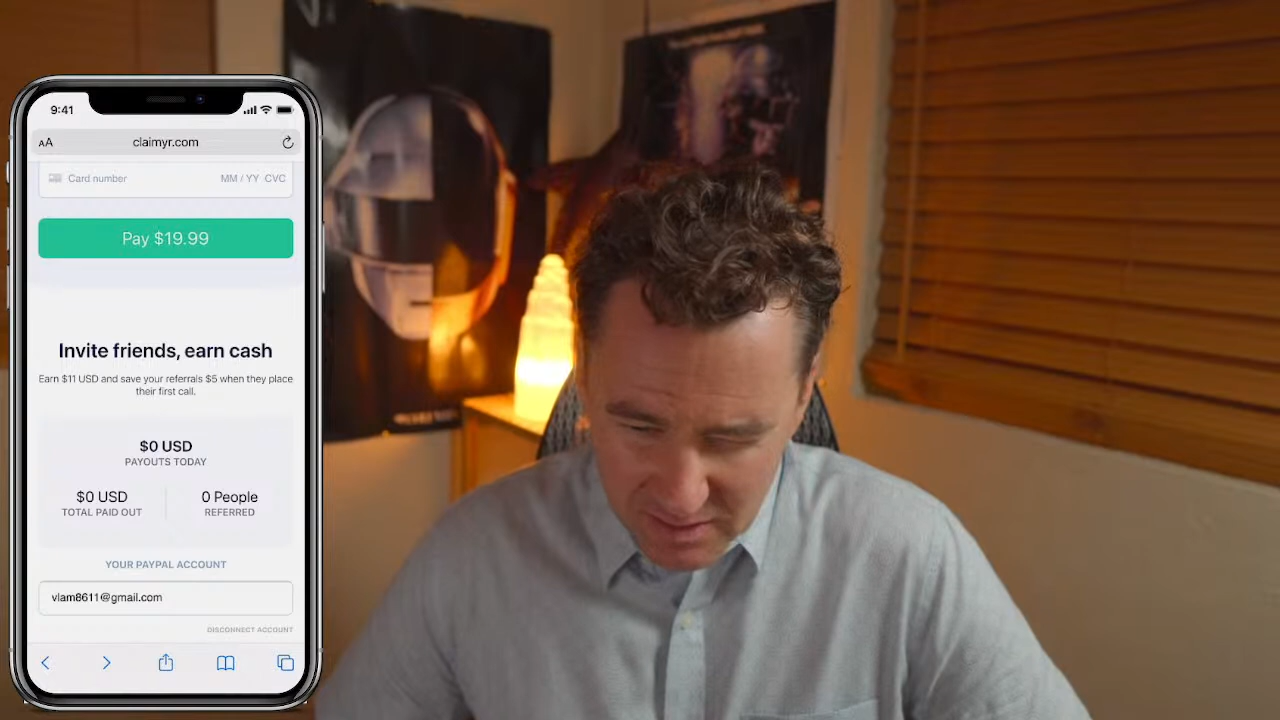 9:41
AA
claimyr.com
Card number MM / YY CVC
Pay $19.99
Invite friends, earn cash
Earn $11 USD and save your referrals $5 when they place
their first call.
$0 USD
PAYOUTS TODAY
$0 USD 0 People
TOTAL PAID OUT REFERRED
YOUR PAYPAL ACCOUNT
vlam8611@gmail.com
DISCONNECT ACCOUNT